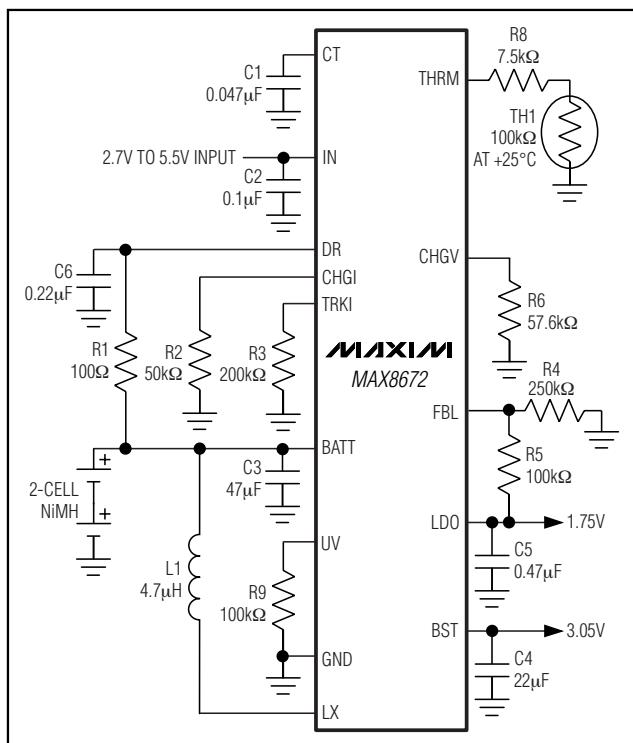 CT
C1
0.047µF
2.7V TO 5.5V INPUT
IN
C2
0.1µF
DR
C6
0.22µF
CHGI
TRKI
R1
100Ω
R2
50kΩ
R3
200kΩ
BATT
C3
47µF
2-CELL
NiMH
+
+
L1
4.7µH
UV
R9
100kΩ
GND
LX
MAXIM
MAX8672
THRM
R8
7.5kΩ
TH1
100kΩ
AT +25°C
CHGV
R6
57.6kΩ
R4
250kΩ
FBL
R5
100kΩ
LDO
1.75V
C5
0.47µF
BST
3.05V
C4
22µF